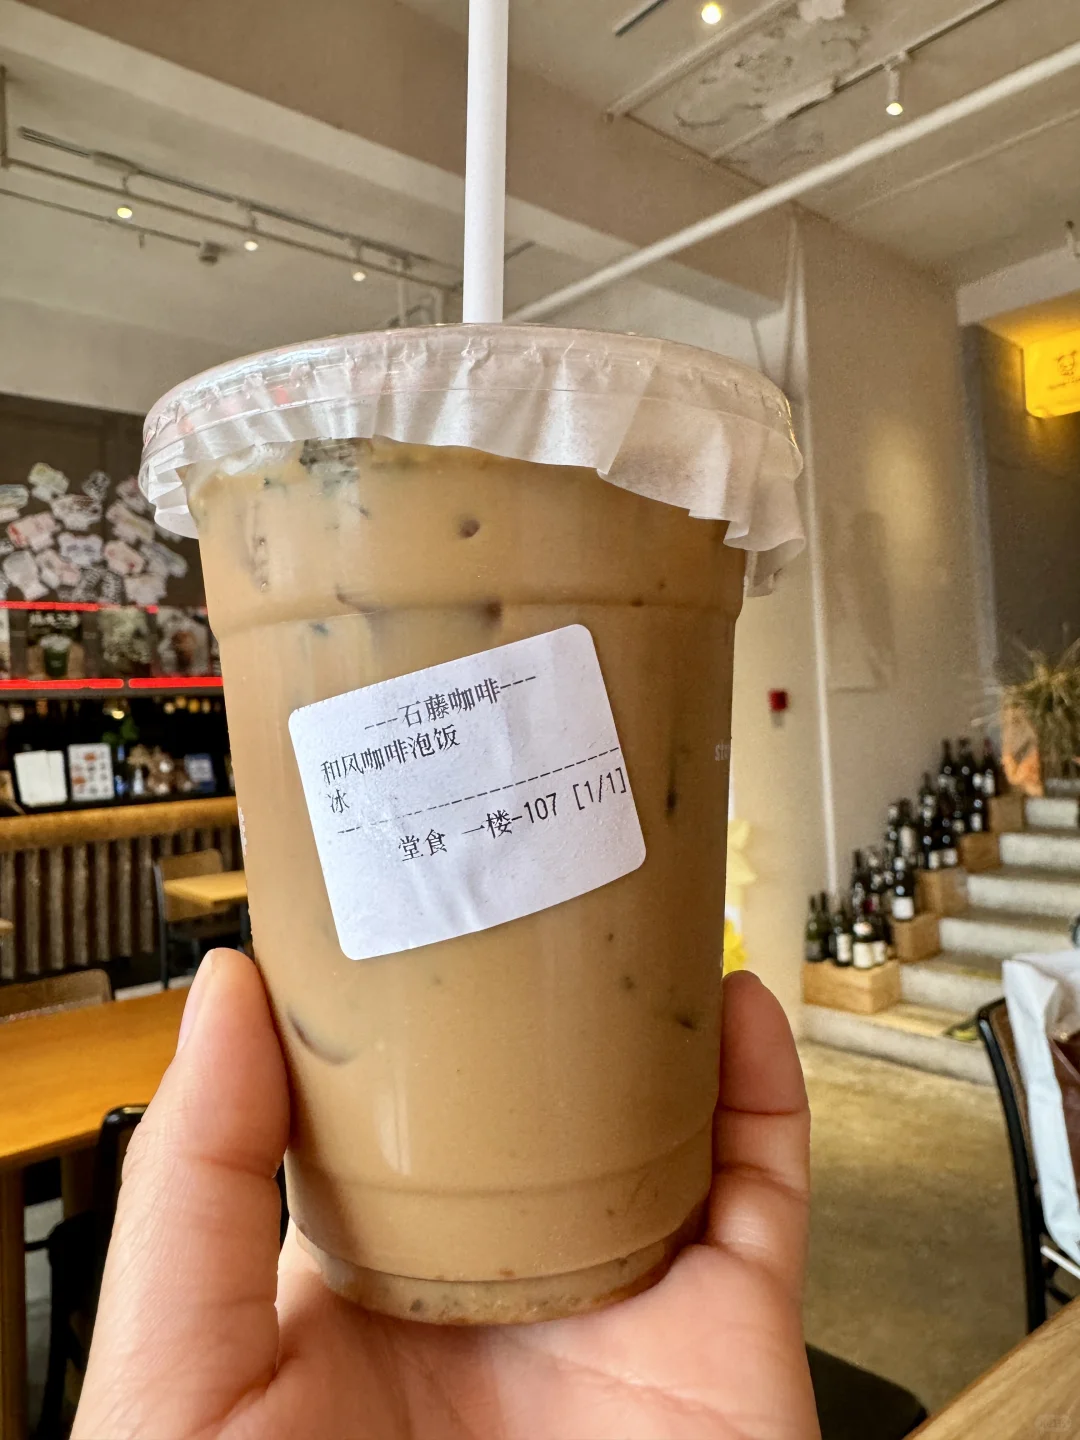 ---石藤咖啡---
和风咖啡泡饭
冰
堂食 一楼-107 [1/1]